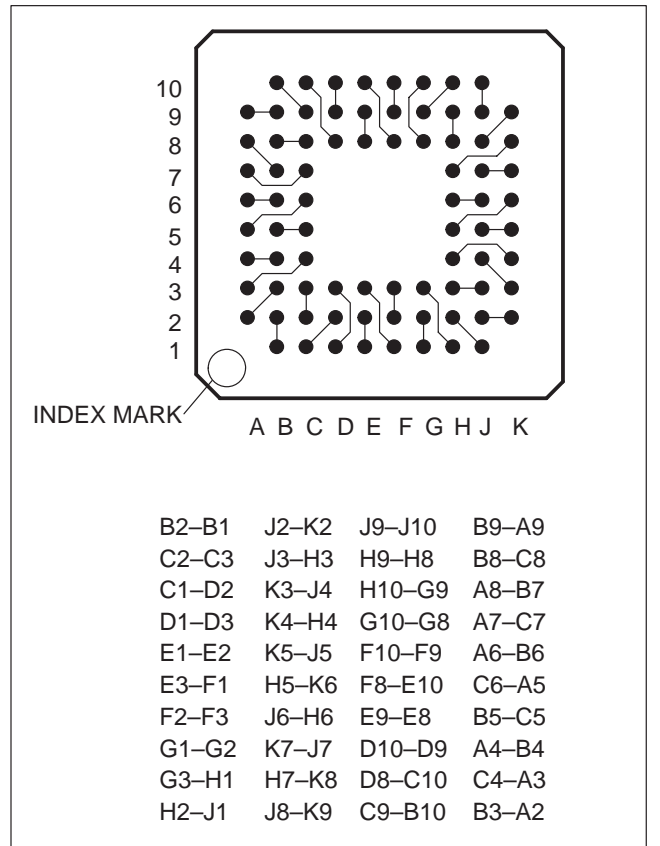 10
9
8
7
6
5
4
3
2
1
INDEX MARK
A B C D E F G H J K
B2–B1 J2–K2 J9–J10 B9–A9
C2–C3 J3–H3 H9–H8 B8–C8
C1–D2 K3–J4 H10–G9 A8–B7
D1–D3 K4–H4 G10–G8 A7–C7
E1–E2 K5–J5 F10–F9 A6–B6
E3–F1 H5–K6 F8–E10 C6–A5
F2–F3 J6–H6 E9–E8 B5–C5
G1–G2 K7–J7 D10–D9 A4–B4
G3–H1 H7–K8 D8–C10 C4–A3
H2–J1 J8–K9 C9–B10 B3–A2